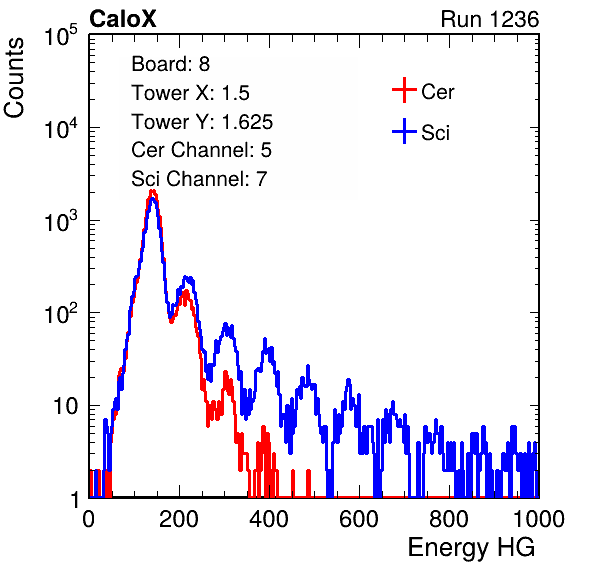 CaloX Run 1236
Board: 8
Tower X: 1.5
Tower Y: 1.625
Cer Channel: 5
Sci Channel: 7
Cer
Sci
Counts
10^5
10^4
10^3
10^2
10
1
0 200 400 600 800 1000
Energy HG